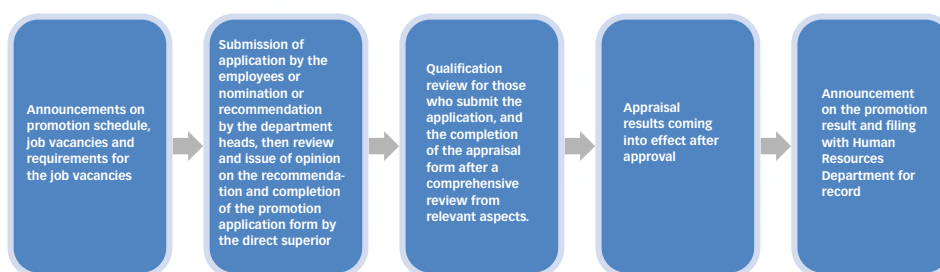 Announcements on
promotion schedule,
job vacancies and
requirements for
the job vacancies
Submission of
application by the
employees or
nomination or
recommendation
by the department
heads, then review
and issue of opinion
on the recommenda-
tion and completion
of the promotion
application form by
the direct superior
Qualification
review for those
who submit the
application, and
the completion
of the appraisal
form after a
comprehensive
review from
relevant aspects.
Appraisal
results coming
into effect after
approval
Announcement
on the promotion
result and filing
with Human
Resources
Department for
record